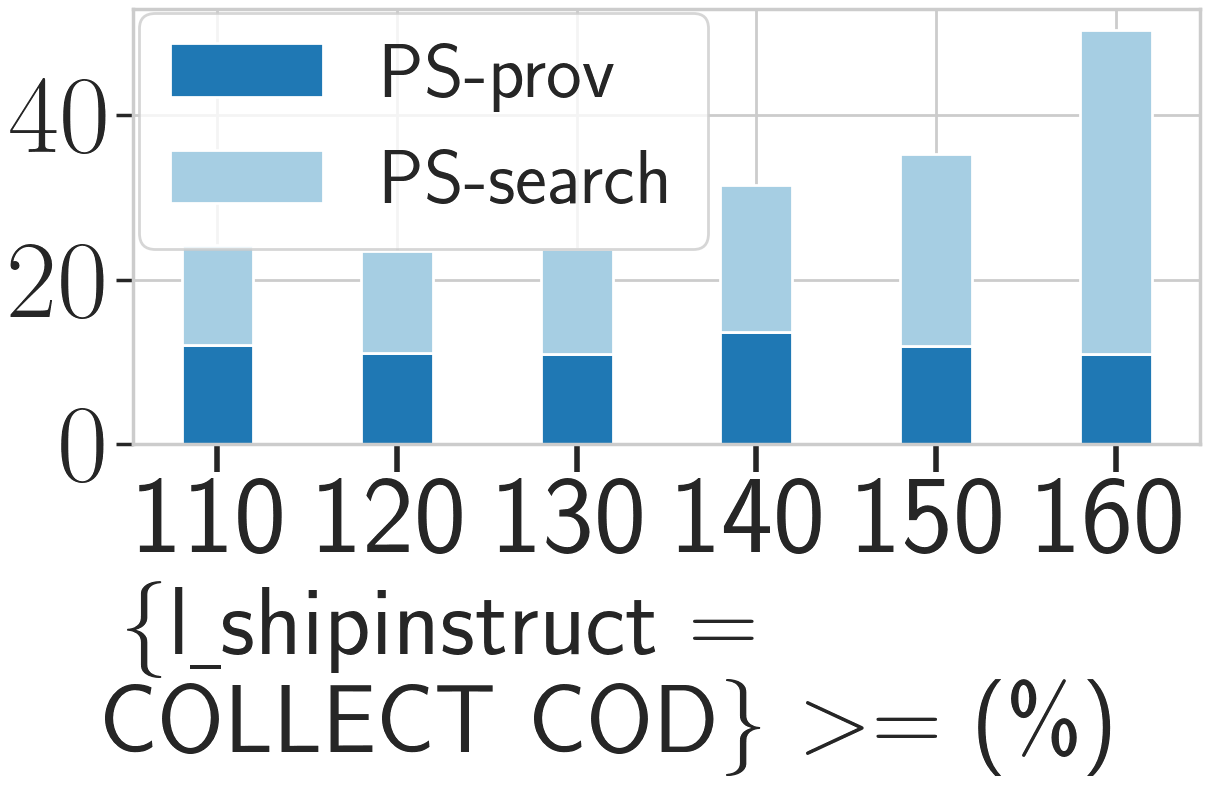 PS-prov
PS-search
40
20
0
110 120 130 140 150 160
{l_shipinstruct =
COLLECT COD} >= (%)